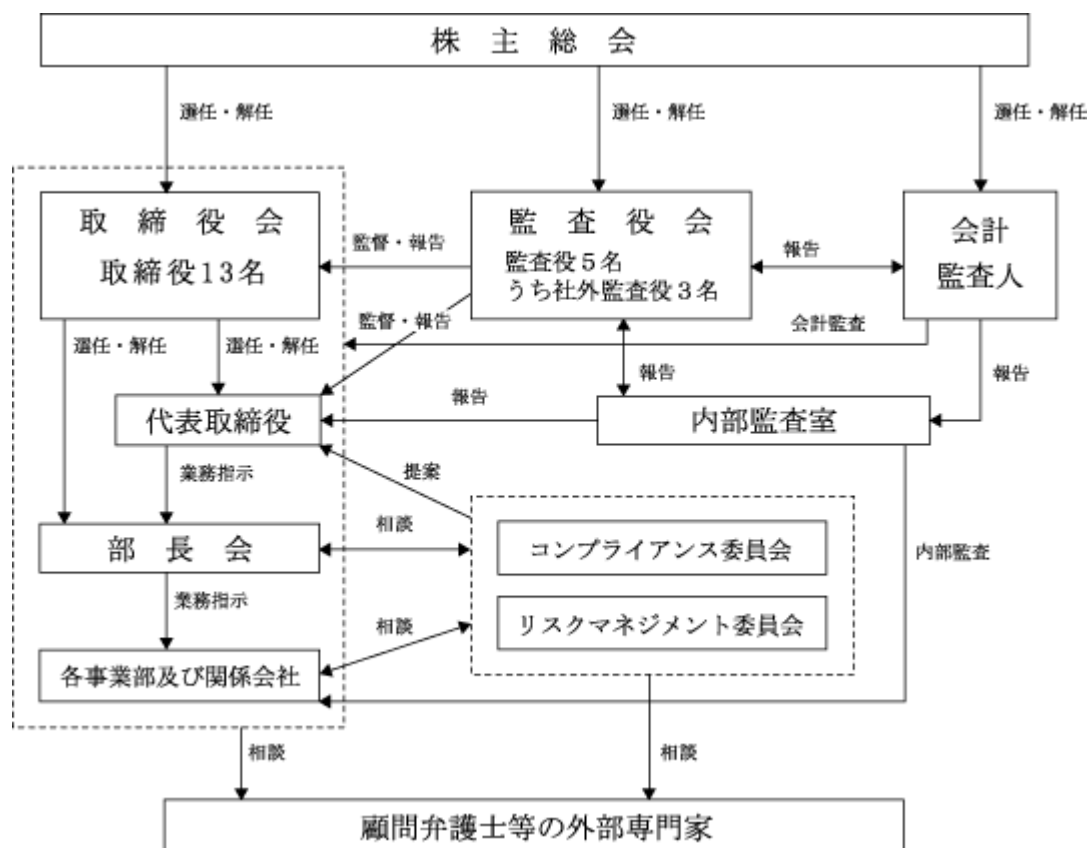 株主総会
選任・解任
選任・解任
選任・解任
取締役会
取締役13名
監督・報告
監査役会
監査役5名
うち社外監査役3名
報告
会計
監査人
監督・報告
会計監査
選任・解任
選任・解任
報告
報告
代表取締役
報告
内部監査室
業務指示
提案
部長会
相談
コンプライアンス委員会
内部監査
業務指示
相談
リスクマネジメント委員会
各事業部及び関係会社
相談
相談
顧問弁護士等の外部専門家